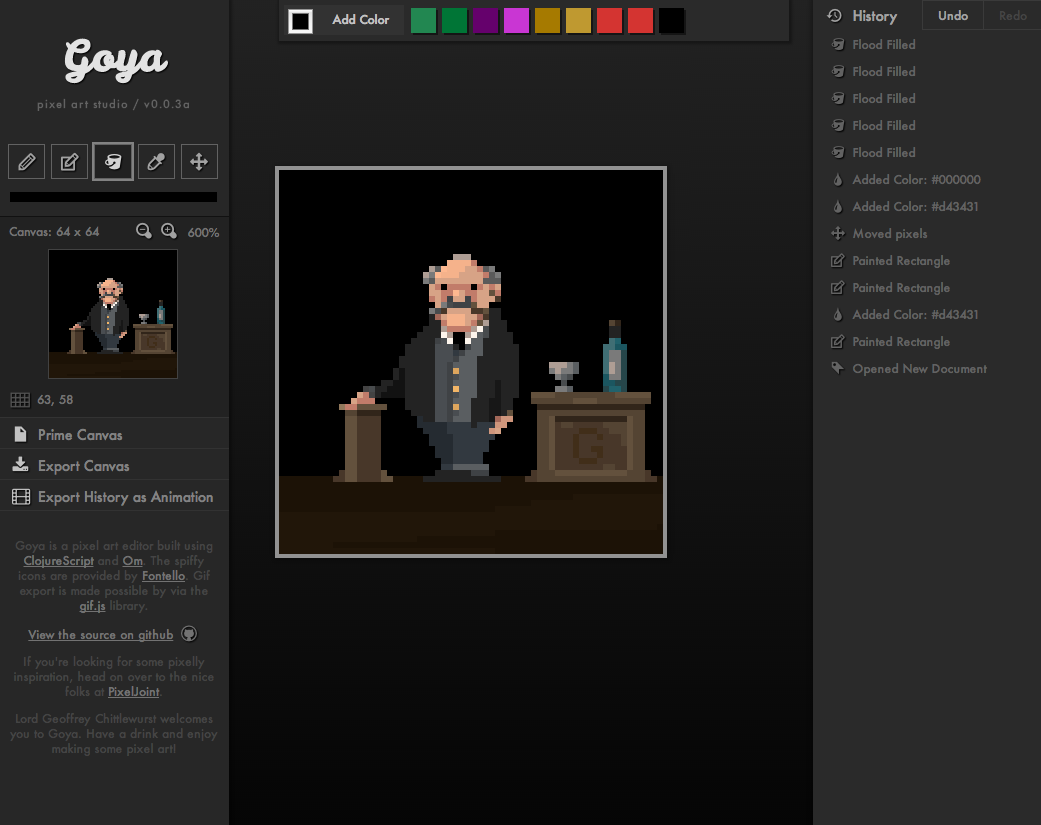 Goya
pixel art studio / v0.0.3a
Canvas: 64 x 64
600%
63, 58
Prime Canvas
Export Canvas
Export History as Animation
Goya is a pixel art editor built using
ClojureScript and Om. The spiffy
icons are provided by Fontello. Gif
export is made possible by via the
gif.js library.
View the source on github
If you're looking for some pixelly
inspiration, head on over to the nice
folks at PixelJoint.
Lord Geoffrey Chittlewurst welcomes
you to Goya. Have a drink and enjoy
making some pixel art!
Add Color
G
History
Undo
Redo
Flood Filled
Flood Filled
Flood Filled
Flood Filled
Flood Filled
Added Color: #000000
Added Color: #d43431
Moved pixels
Painted Rectangle
Painted Rectangle
Added Color: #d43431
Painted Rectangle
Opened New Document